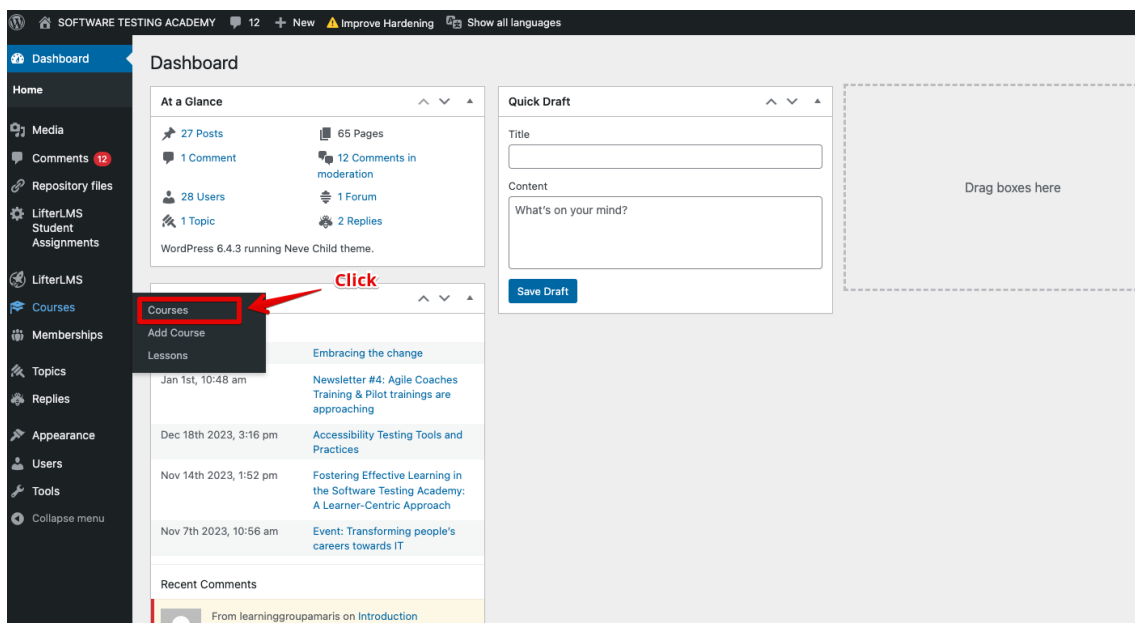 SOFTWARE TESTING ACADEMY 12 New Improve Hardening Show all languages
Dashboard
Home
Media
Comments 12
Repository files
LifterLMS
Student
Assignments
LifterLMS
Courses
Memberships
Topics
Replies
Appearance
Users
Tools
Collapse menu
Courses
Add Course
Lessons
Click
Dashboard
At a Glance
27 Posts
65 Pages
1 Comment
12 Comments in
moderation
28 Users
1 Forum
1 Topic
2 Replies
WordPress 6.4.3 running Neve Child theme.
Embracing the change
Jan 1st, 10:48 am
Newsletter #4: Agile Coaches
Training & Pilot trainings are
approaching
Dec 18th 2023, 3:16 pm
Accessibility Testing Tools and
Practices
Nov 14th 2023, 1:52 pm
Fostering Effective Learning in
the Software Testing Academy:
A Learner-Centric Approach
Nov 7th 2023, 10:56 am
Event: Transforming people's
careers towards IT
Recent Comments
From learninggroupamaris on Introduction
Quick Draft
Title
Content
What's on your mind?
Save Draft
Drag boxes here